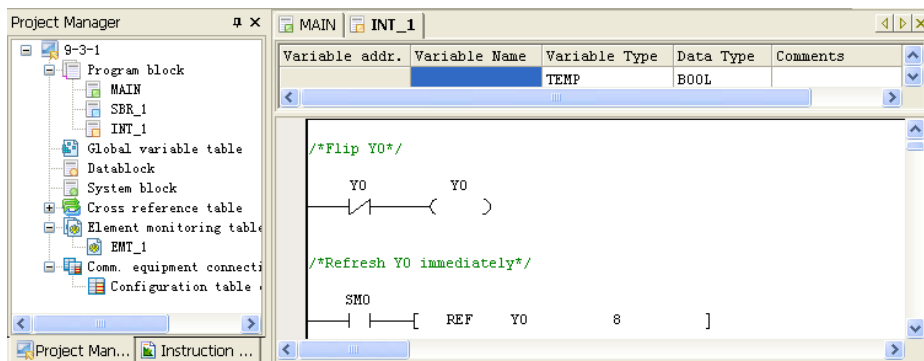 Project Manager
9-3-1
Program block
MAIN
SBR_1
INT_1
Global variable table
Datablock
System block
Cross reference table
Element monitoring table
EMT_1
Comm. equipment connecti
Configuration table
Project Man... Instruction ...
MAIN INT_1
Variable addr. Variable Name Variable Type Data Type Comments
TEMP BOOL
/*Flip Y0*/
Y0 Y0
/*Refresh Y0 immediately*/
SM0
REF Y0 8